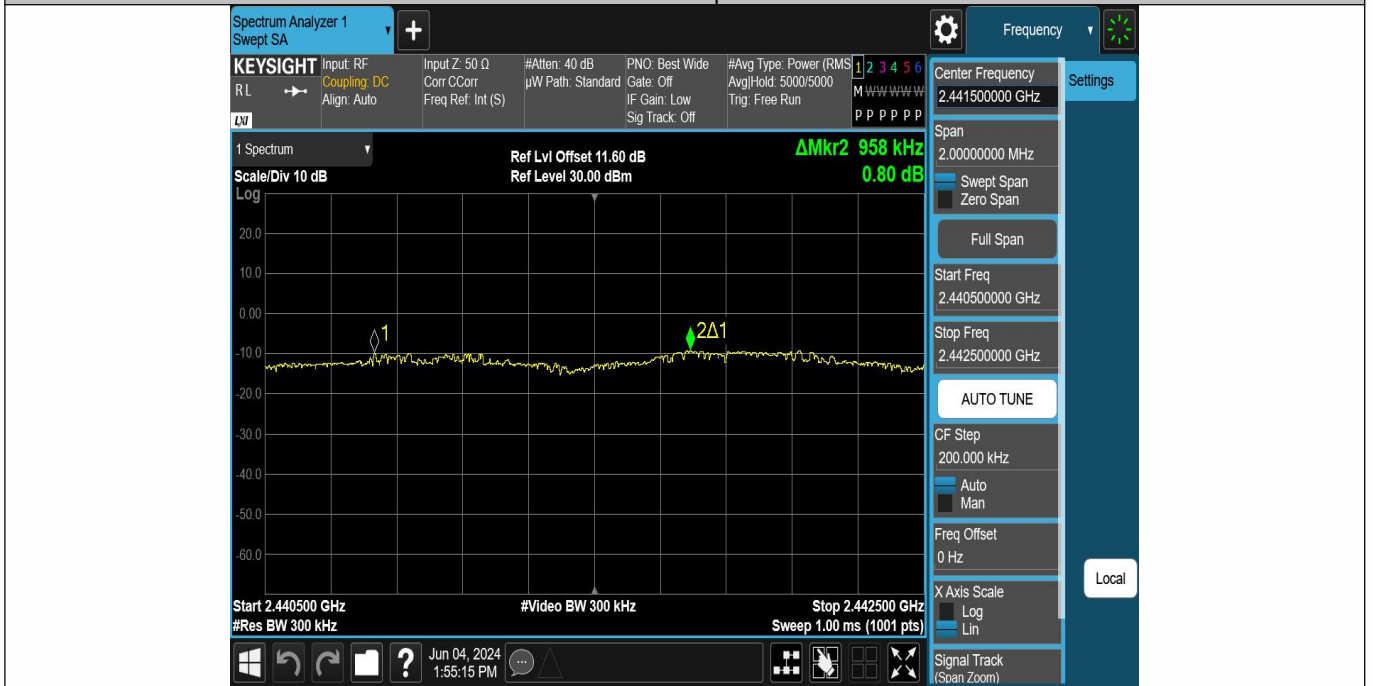 Spectrum Analyzer 1
Swept SA
+
Frequency
KEYSIGHT
RL
LXI
Input: RF
Coupling: DC
Align: Auto
Input Z: 50 Ω
Corr CCorr
Freq Ref: Int (S)
#Atten: 40 dB
µW Path: Standard
PNO: Best Wide
Gate: Off
IF Gain: Low
Sig Track: Off
#Avg Type: Power (RMS
Avg|Hold: 5000/5000
Trig: Free Run
1 2 3 4 5 6
M W W W W W
P P P P P P
1 Spectrum
Scale/Div 10 dB
Log
Ref Lvl Offset 11.60 dB
Ref Level 30.00 dBm
ΔMkr2 958 kHz
0.80 dB
20.0
10.0
0.00
-10.0
-20.0
-30.0
-40.0
-50.0
-60.0
1
2Δ1
Start 2.440500 GHz
#Res BW 300 kHz
#Video BW 300 kHz
Stop 2.442500 GHz
Sweep 1.00 ms (1001 pts)
Center Frequency
2.441500000 GHz
Settings
Span
2.00000000 MHz
Swept Span
Zero Span
Full Span
Start Freq
2.440500000 GHz
Stop Freq
2.442500000 GHz
AUTO TUNE
CF Step
200.000 kHz
Auto
Man
Freq Offset
0 Hz
X Axis Scale
Log
Lin
Signal Track
(Span Zoom)
Local
?
Jun 04, 2024
1:55:15 PM